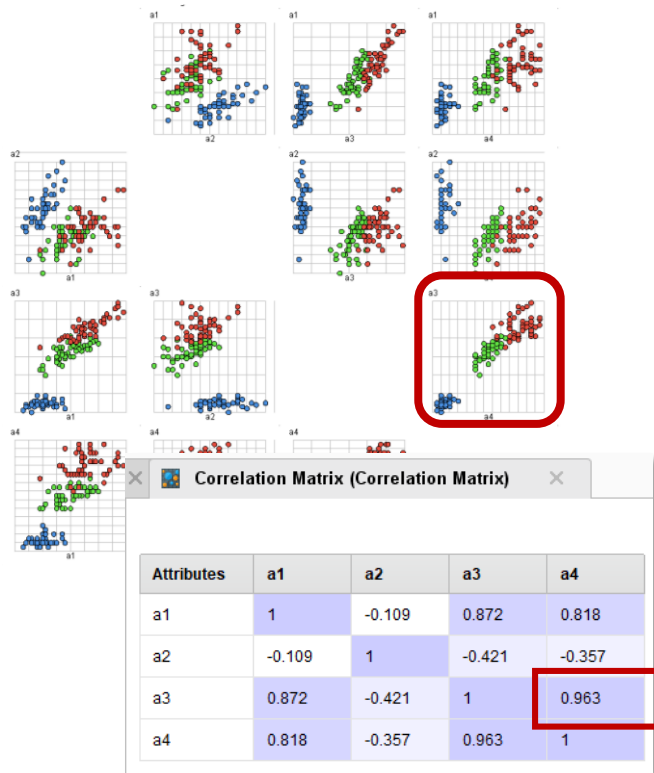 a1
a2
a1
a3
a1
a4
a2
a1
a2
a3
a2
a4
a3
a1
a3
a2
a3
a4
a4
a1
a4
Correlation Matrix (Correlation Matrix)
Attributes a1 a2 a3 a4
a1 1 -0.109 0.872 0.818
a2 -0.109 1 -0.421 -0.357
a3 0.872 -0.421 1 0.963
a4 0.818 -0.357 0.963 1